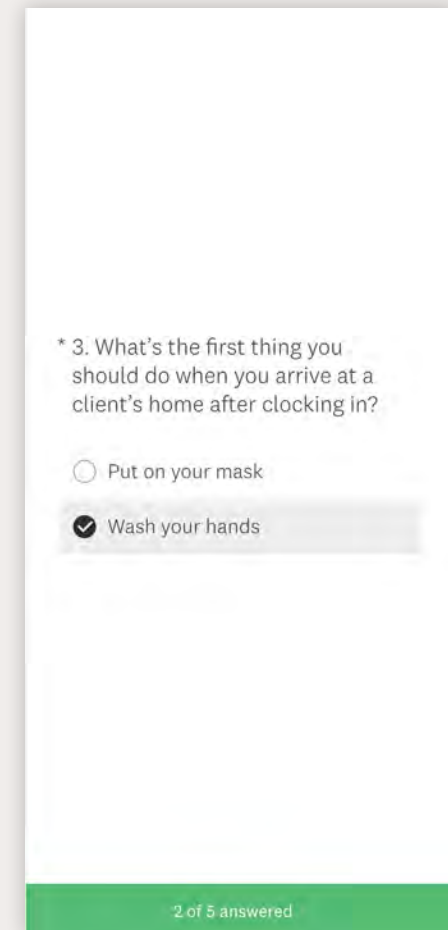 * 3. What's the first thing you
should do when you arrive at a
client's home after clocking in?
Put on your mask
Wash your hands
2 of 5 answered